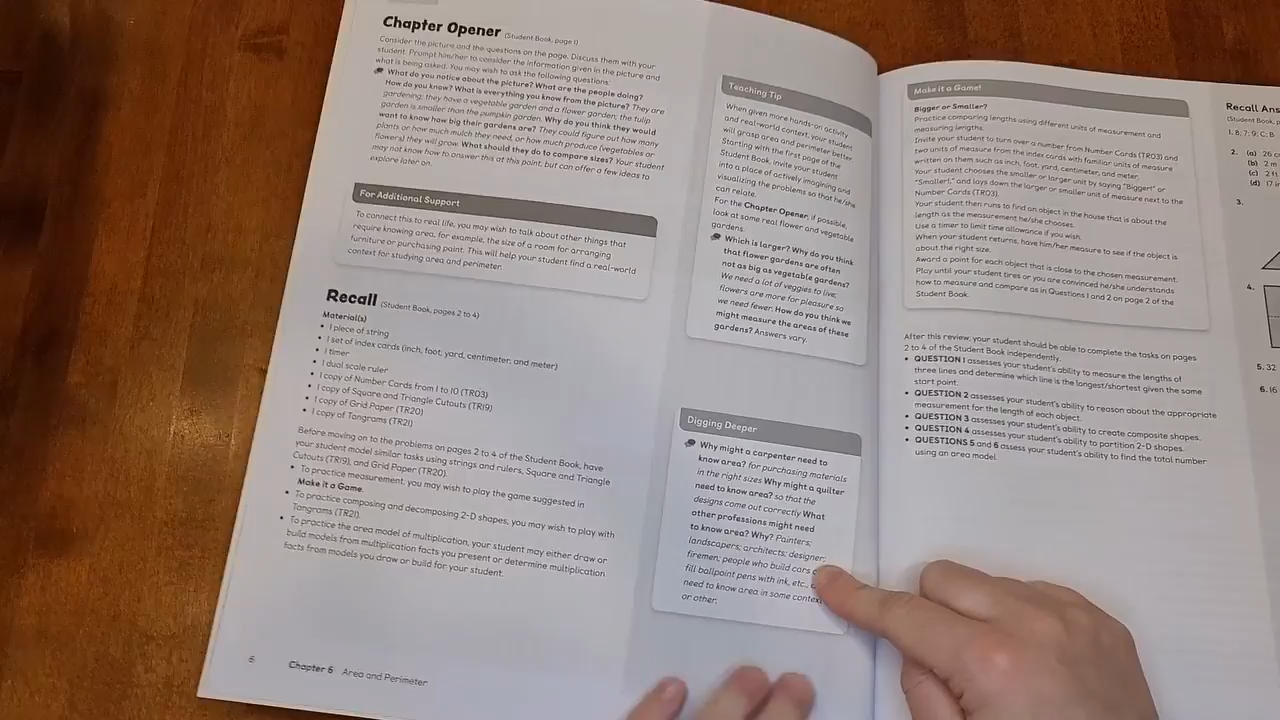 Chapter Opener (Student Book, page 1)
Consider the picture and the questions on the page. Discuss them with your
student. Prompt him/her to consider the information given in the picture and
what is being asked. You may wish to ask the following questions:
What do you notice about the picture? What are the people doing?
How do you know? What is everything you know from the picture? They are
gardening; they have a vegetable garden and a flower garden; the tulip
garden is smaller than the pumpkin garden. Why do you think they would
want to know how big their gardens are? They could figure out how many
plants or how much mulch they need, or how much produce (vegetables or
flowers) they will grow. What should they do to compare sizes? Your student
may not know how to answer this at this point, but can offer a few ideas to
explore later on.
For Additional Support
To connect this to real life, you may wish to talk about other things that
require knowing area, for example, the size of a room for arranging
furniture or purchasing paint. This will help your student find a real-world
context for studying area and perimeter.
Recall (Student Book, pages 2 to 4)
Material(s)
• 1 piece of string
• 1 set of index cards (inch, foot, yard, centimeter, and meter)
• 1 timer
• 1 dual scale ruler
• 1 copy of Number Cards from 1 to 10 (TR03)
• 1 copy of Square and Triangle Cutouts (TR19)
• 1 copy of Grid Paper (TR20)
• 1 copy of Tangrams (TR21)
Before moving on to the problems on pages 2 to 4 of the Student Book, have
your student model similar tasks using strings and rulers, Square and Triangle
Cutouts (TR19), and Grid Paper (TR20).
• To practice measurement, you may wish to play the game suggested in
Make it a Game.
• To practice composing and decomposing 2-D shapes, you may wish to play with
Tangrams (TR21).
• To practice the area model of multiplication, your student may either draw or
build models from multiplication facts you present or determine multiplication
facts from models you draw or build for your student.
6 Chapter 6 Area and Perimeter
Teaching Tip
When given more hands-on activity
and real-world context, your student
will grasp area and perimeter better
Starting with the first page of the
Student Book, invite your student
into a place of actively imagining and
visualizing the problems so that he/she
can relate.
For the Chapter Opener, if possible,
look at some real flower and vegetable
gardens.
Which is larger? Why do you think
that flower gardens are often
not as big as vegetable gardens?
We need a lot of veggies to live;
flowers are more for pleasure so
we need fewer. How do you think we
might measure the areas of these
gardens? Answers vary.
Digging Deeper
Why might a carpenter need to
know area? for purchasing materials
in the right sizes Why might a quilter
need to know area? so that the
designs come out correctly What
other professions might need
to know area? Why? Painters;
landscapers; architects; designer;
firemen; people who build cars
fill ballpoint pens with ink, etc.,
need to know area in some context
or other.
Make it a Game!
Bigger or Smaller?
Practice comparing lengths using different units of measurement and
measuring lengths.
Invite your student to turn over a number from Number Cards (TR03) and
two units of measure from the index cards with familiar units of measure
written on them such as inch, foot, yard, centimeter, and meter.
Your student chooses the smaller or larger unit by saying "Bigger!" or
"Smaller!," and lays down the larger or smaller unit of measure next to the
Number Cards (TR03).
Your student then runs to find an object in the house that is about the
length as the measurement he/she chooses.
Use a timer to limit time allowance if you wish.
When your student returns, have him/her measure to see if the object is
about the right size.
Award a point for each object that is close to the chosen measurement.
Play until your student tires or you are convinced he/she understands
how to measure and compare as in Questions 1 and 2 on page 2 of the
Student Book.
After this review, your student should be able to complete the tasks on pages
2 to 4 of the Student Book independently.
• QUESTION 1 assesses your student's ability to measure the lengths of
three lines and determine which line is the longest/shortest given the same
start point.
• QUESTION 2 assesses your student's ability to reason about the appropriate
measurement for the length of each object.
• QUESTION 3 assesses your student's ability to create composite shapes.
• QUESTION 4 assesses your student's ability to partition 2-D shapes.
• QUESTIONS 5 and 6 assess your student's ability to find the total number
using an area model.
Recall An
(Student Book,
1. 8; 7; 9; C; B
2. (a) 26 c
(b) 2 m
(c) 2 ft
(d) 17 i
3.
4.
5. 32
6. 16